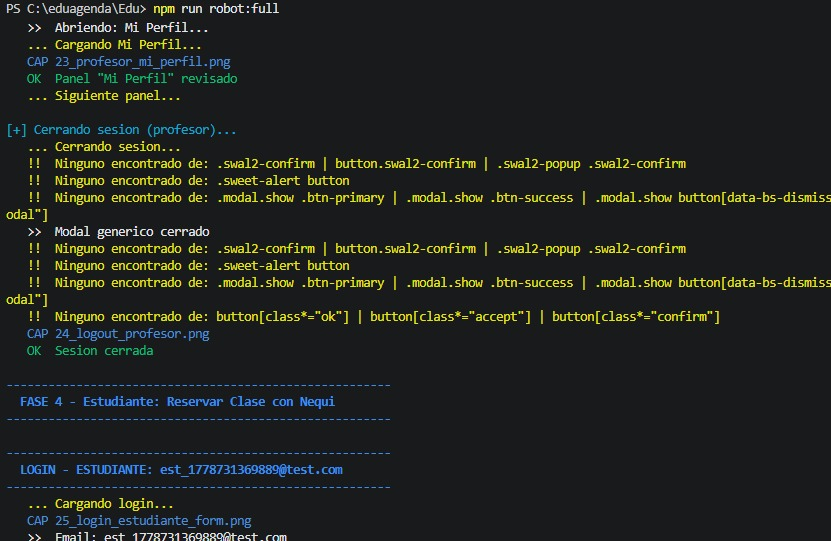 PS C:\eduagenda\Edu> npm run robot:full
>> Abriendo: Mi Perfil...
... Cargando Mi Perfil...
CAP 23_profesor_mi_perfil.png
OK Panel "Mi Perfil" revisado
... Siguiente panel...
[+] Cerrando sesion (profesor)...
... Cerrando sesion...
!! Ninguno encontrado de: .swal2-confirm | button.swal2-confirm | .swal2-popup .swal2-confirm
!! Ninguno encontrado de: .sweet-alert button
!! Ninguno encontrado de: .modal.show .btn-primary | .modal.show .btn-success | .modal.show button[data-bs-dismiss
odal"]
>> Modal generico cerrado
!! Ninguno encontrado de: .swal2-confirm | button.swal2-confirm | .swal2-popup .swal2-confirm
!! Ninguno encontrado de: .sweet-alert button
!! Ninguno encontrado de: .modal.show .btn-primary | .modal.show .btn-success | .modal.show button[data-bs-dismiss
odal"]
!! Ninguno encontrado de: button[class*="ok"] | button[class*="accept"] | button[class*="confirm"]
CAP 24_logout_profesor.png
OK Sesion cerrada
--------------------------------------------------------
FASE 4 - Estudiante: Reservar Clase con Nequi
--------------------------------------------------------
--------------------------------------------------------
LOGIN - ESTUDIANTE: est_1778731369889@test.com
--------------------------------------------------------
... Cargando login...
CAP 25_login_estudiante_form.png
>> Email: est_1778731369889@test.com